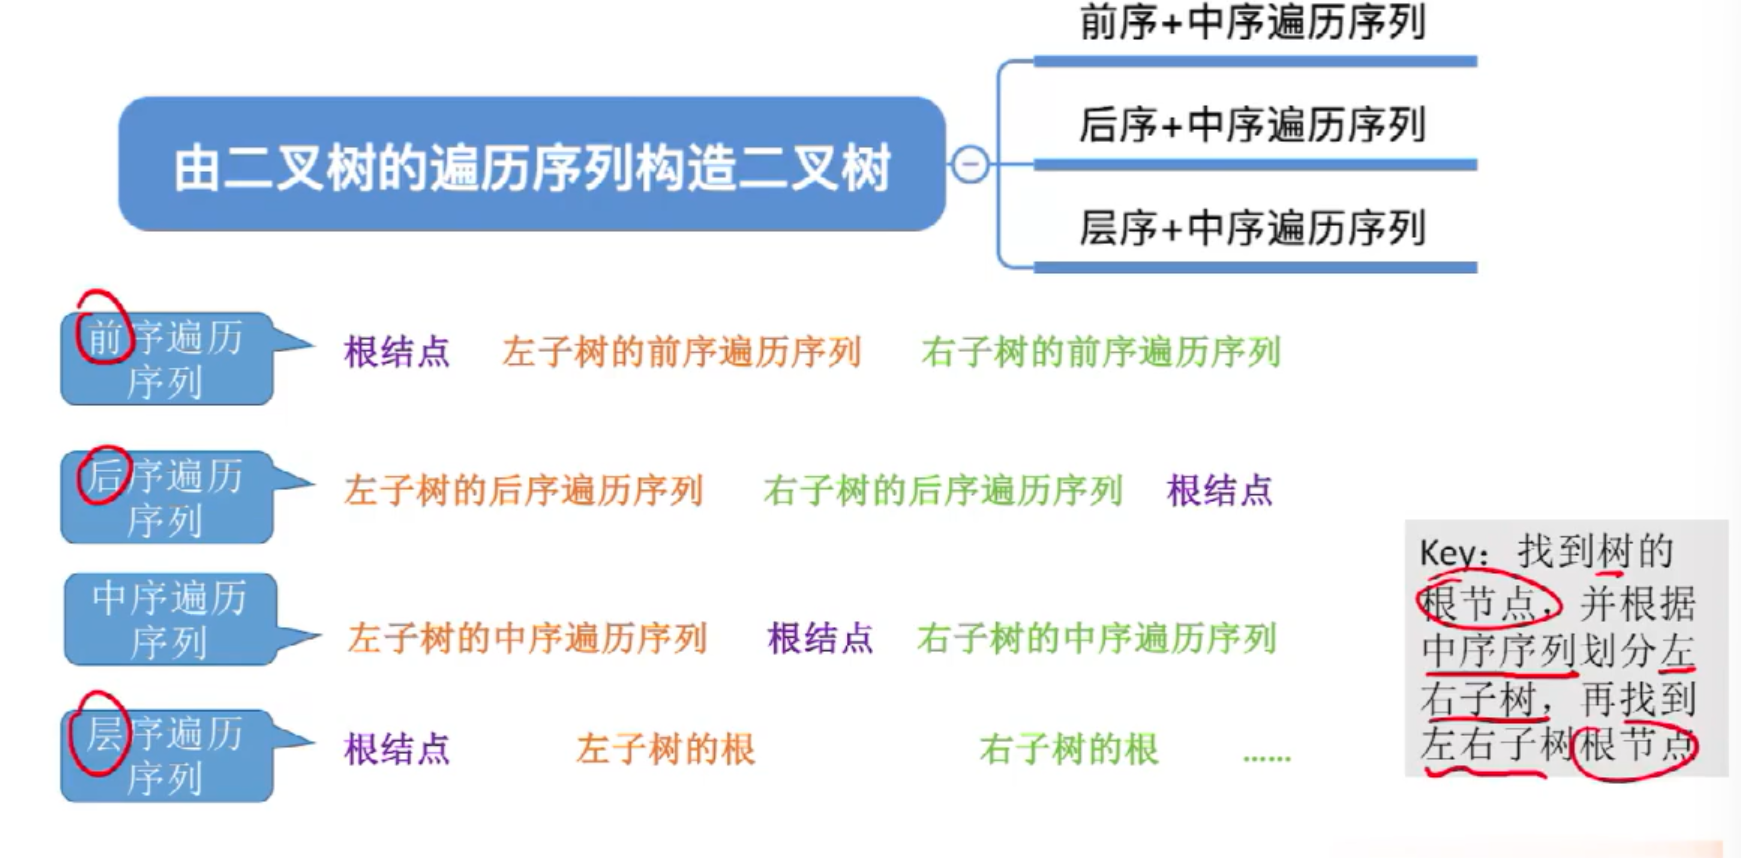 前序+中序遍历序列
由二叉树的遍历序列构造二叉树
后序+中序遍历序列
层序+中序遍历序列
前序遍历
序列
根结点 左子树的前序遍历序列 右子树的前序遍历序列
后序遍历
序列
左子树的后序遍历序列 右子树的后序遍历序列 根结点
中序遍历
序列
左子树的中序遍历序列 根结点 右子树的中序遍历序列
层序遍历
序列
根结点 左子树的根 右子树的根 ......
Key：找到树的
根节点，并根据
中序序列划分左
右子树，再找到
左右子树根节点